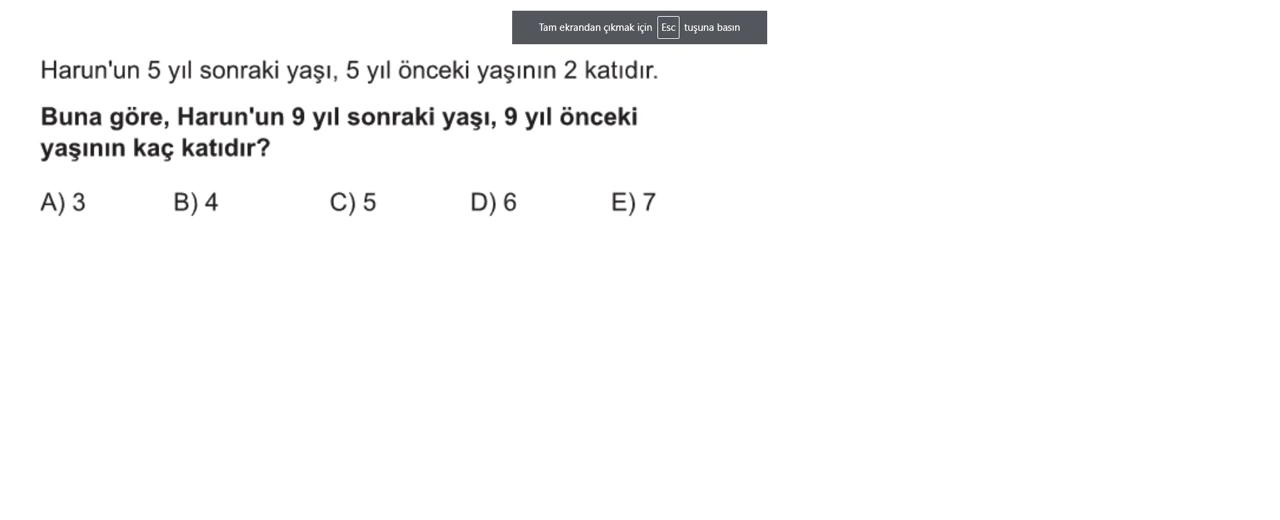 Tam ekrandan çıkmak için Esc tuşuna basın
Harun'un 5 yıl sonraki yaşı, 5 yıl önceki yaşının 2 katıdır.
Buna göre, Harun'un 9 yıl sonraki yaşı, 9 yıl önceki
yaşının kaç katıdır?
A) 3 B) 4 C) 5 D) 6 E) 7